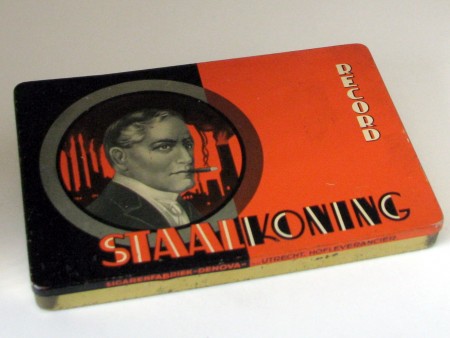 RECORD
STAALKONING
SIGARENFABRIEK "DENOVA" UTRECHT. HOFLEVERANCIER